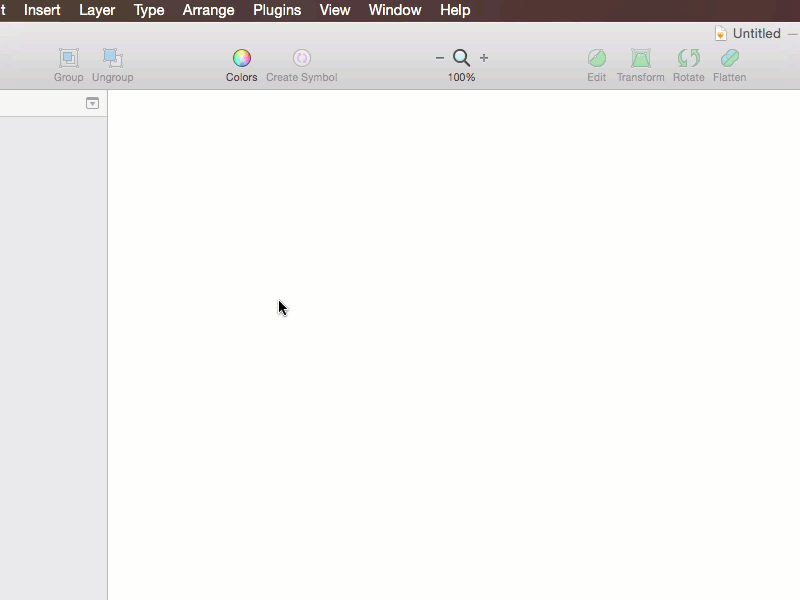 t Insert Layer Type Arrange Plugins View Window Help
Untitled —
Group Ungroup Colors Create Symbol 100% Edit Transform Rotate Flatten